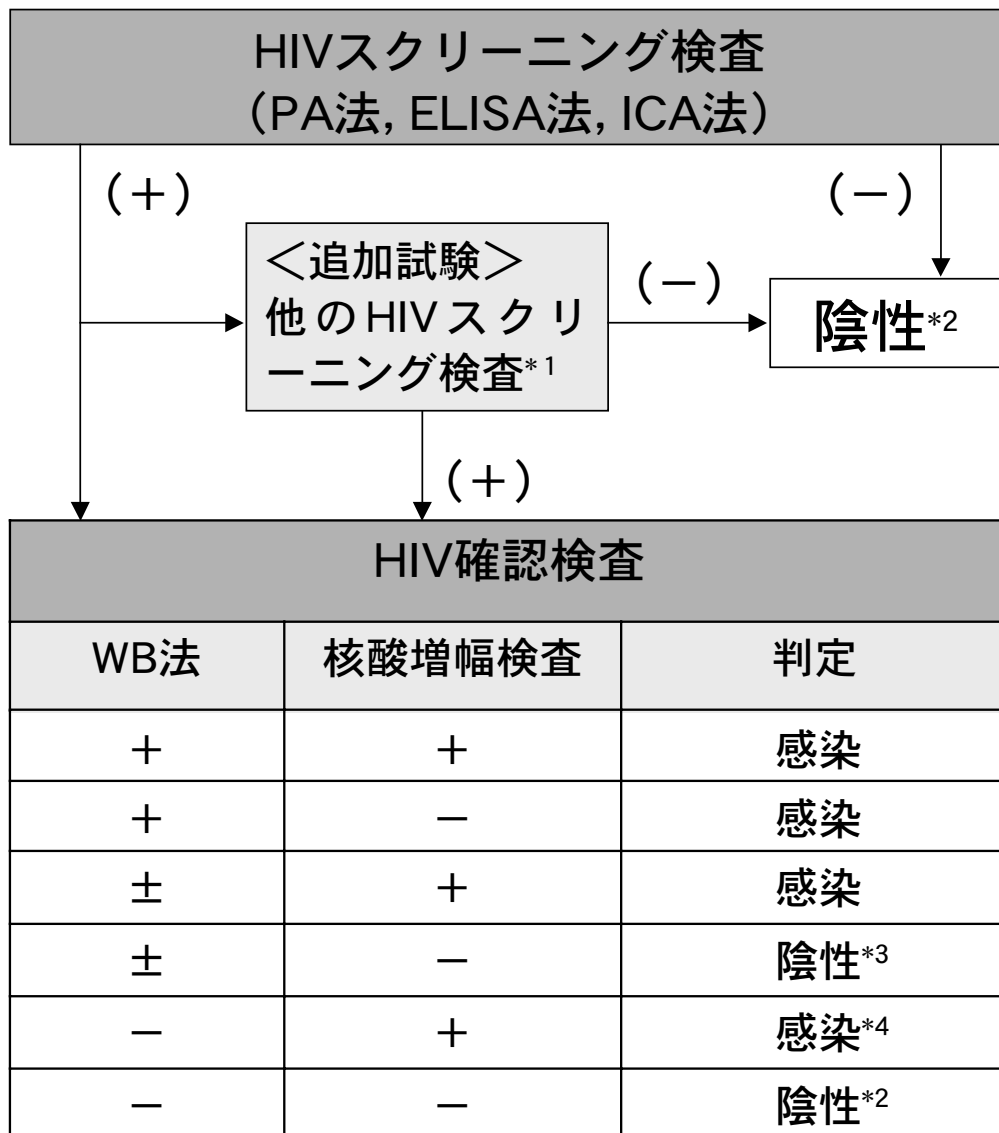 HIVスクリーニング検査
（PA法, ELISA法, ICA法）
（＋）
（－）
＜追加試験＞
他のHIVスクリ
ーニング検査*1
（－）
陰性*2
（＋）
HIV確認検査
WB法 核酸増幅検査 判定
＋ ＋ 感染
＋ － 感染
± ＋ 感染
± － 陰性*3
－ ＋ 感染*4
－ － 陰性*2